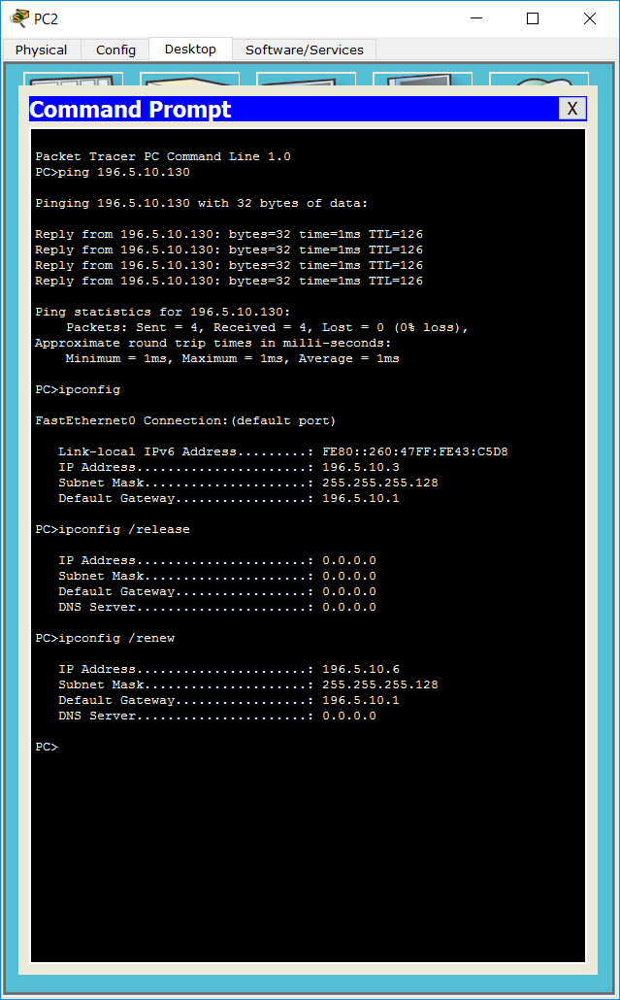 PC2
Physical Config Desktop Software/Services
Command Prompt X
Packet Tracer PC Command Line 1.0
PC>ping 196.5.10.130
Pinging 196.5.10.130 with 32 bytes of data:
Reply from 196.5.10.130: bytes=32 time=1ms TTL=126
Reply from 196.5.10.130: bytes=32 time=1ms TTL=126
Reply from 196.5.10.130: bytes=32 time=1ms TTL=126
Reply from 196.5.10.130: bytes=32 time=1ms TTL=126
Ping statistics for 196.5.10.130:
    Packets: Sent = 4, Received = 4, Lost = 0 (0% loss),
Approximate round trip times in milli-seconds:
    Minimum = 1ms, Maximum = 1ms, Average = 1ms
PC>ipconfig
FastEthernet0 Connection:(default port)
   Link-local IPv6 Address.........: FE80::260:47FF:FE43:C5D8
   IP Address......................: 196.5.10.3
   Subnet Mask.....................: 255.255.255.128
   Default Gateway.................: 196.5.10.1
PC>ipconfig /release
   IP Address......................: 0.0.0.0
   Subnet Mask.....................: 0.0.0.0
   Default Gateway.................: 0.0.0.0
   DNS Server......................: 0.0.0.0
PC>ipconfig /renew
   IP Address......................: 196.5.10.6
   Subnet Mask.....................: 255.255.255.128
   Default Gateway.................: 196.5.10.1
   DNS Server......................: 0.0.0.0
PC>